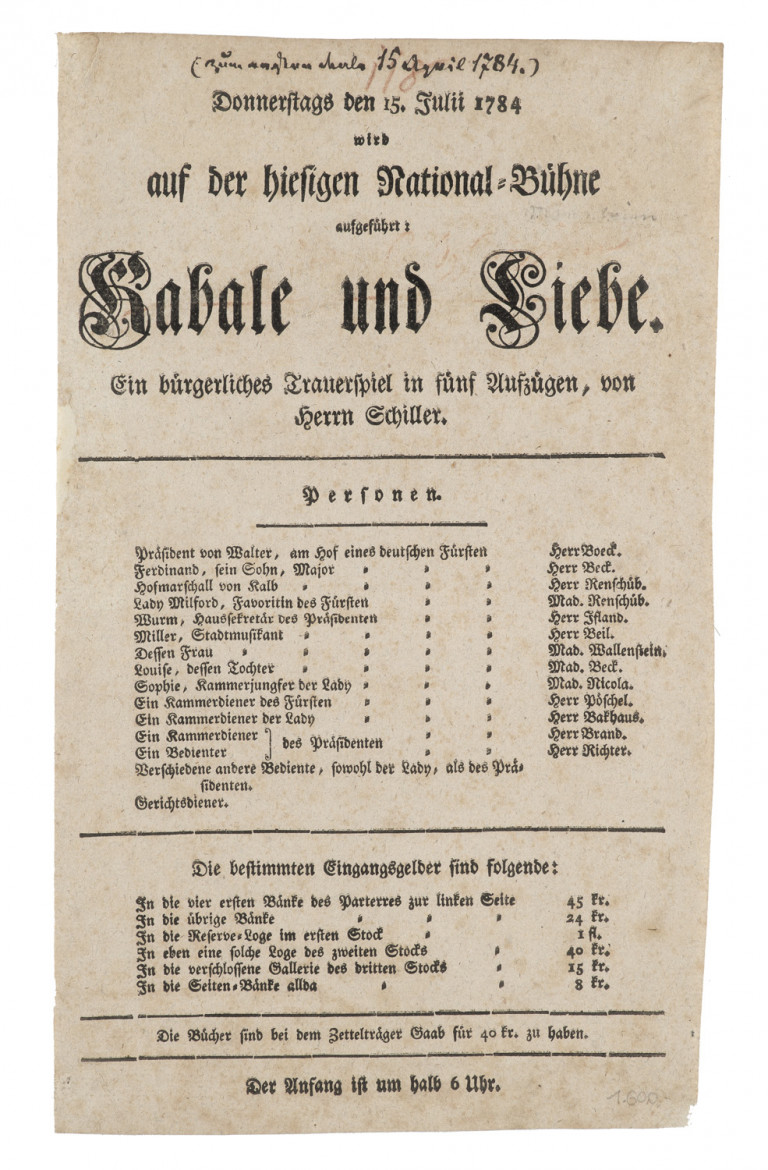 (zum ersten Male 15 April 1784.)
118
Donnerstags den 15. Julii 1784
wird
auf der hiesigen National-Bühne
aufgeführt:
Kabale und Liebe.
Ein bürgerliches Trauerspiel in fünf Aufzügen, von
Herrn Schiller.
Personen.
Präsident von Walter, am Hof eines deutschen Fürsten Herr Boeck.
Ferdinand, sein Sohn, Major Herr Beck.
Hofmarschall von Kalb Herr Renschüb.
Lady Milford, Favoritin des Fürsten Mad. Renschüb.
Wurm, Haussekretär des Präsidenten Herr Ifland.
Miller, Stadtmusikant Herr Beil.
Dessen Frau Mad. Wallenstein.
Louise, dessen Tochter Mad. Beck.
Sophie, Kammerjungfer der Lady Mad. Nicola.
Ein Kammerdiener des Fürsten Herr Pöschel.
Ein Kammerdiener der Lady Herr Bakhaus.
Ein Kammerdiener } des Präsidenten Herr Brand.
Ein Bedienter Herr Richter.
Verschiedene andere Bediente, sowohl der Lady, als des Prä-
sidenten.
Gerichtsdiener.
Die bestimmten Eingangsgelder sind folgende:
In die vier ersten Bänke des Parterres zur linken Seite 45 kr.
In die übrige Bänke 24 kr.
In die Reserve-Loge im ersten Stock 1 fl.
In eben eine solche Loge des zweiten Stocks 40 kr.
In die verschlossene Gallerie des dritten Stocks 15 kr.
In die Seiten-Bänke allda 8 kr.
Die Bücher sind bei dem Zettelträger Gaab für 40 kr. zu haben.
Der Anfang ist um halb 6 Uhr.
1.600.-